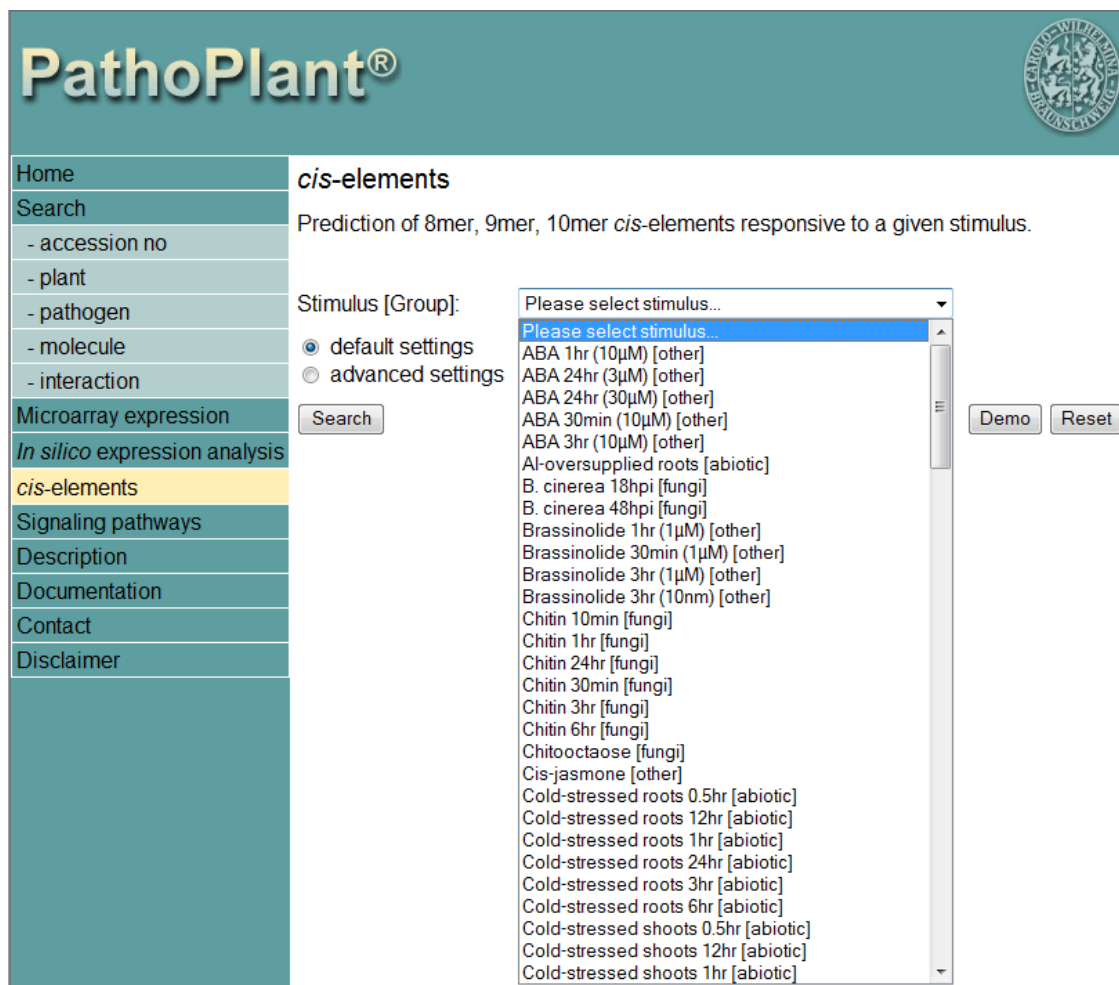 PathoPlant®
CAROLO-WILHELMINA
BRAUNSCHWEIG
Home
Search
- accession no
- plant
- pathogen
- molecule
- interaction
Microarray expression
In silico expression analysis
cis-elements
Signaling pathways
Description
Documentation
Contact
Disclaimer
cis-elements
Prediction of 8mer, 9mer, 10mer cis-elements responsive to a given stimulus.
Stimulus [Group]:
Please select stimulus...
default settings
advanced settings
Search
Please select stimulus...
ABA 1hr (10µM) [other]
ABA 24hr (3µM) [other]
ABA 24hr (30µM) [other]
ABA 30min (10µM) [other]
ABA 3hr (10µM) [other]
Al-oversupplied roots [abiotic]
B. cinerea 18hpi [fungi]
B. cinerea 48hpi [fungi]
Brassinolide 1hr (1µM) [other]
Brassinolide 30min (1µM) [other]
Brassinolide 3hr (1µM) [other]
Brassinolide 3hr (10nm) [other]
Chitin 10min [fungi]
Chitin 1hr [fungi]
Chitin 24hr [fungi]
Chitin 30min [fungi]
Chitin 3hr [fungi]
Chitin 6hr [fungi]
Chitooctaose [fungi]
Cis-jasmone [other]
Cold-stressed roots 0.5hr [abiotic]
Cold-stressed roots 12hr [abiotic]
Cold-stressed roots 1hr [abiotic]
Cold-stressed roots 24hr [abiotic]
Cold-stressed roots 3hr [abiotic]
Cold-stressed roots 6hr [abiotic]
Cold-stressed shoots 0.5hr [abiotic]
Cold-stressed shoots 12hr [abiotic]
Cold-stressed shoots 1hr [abiotic]
Demo
Reset